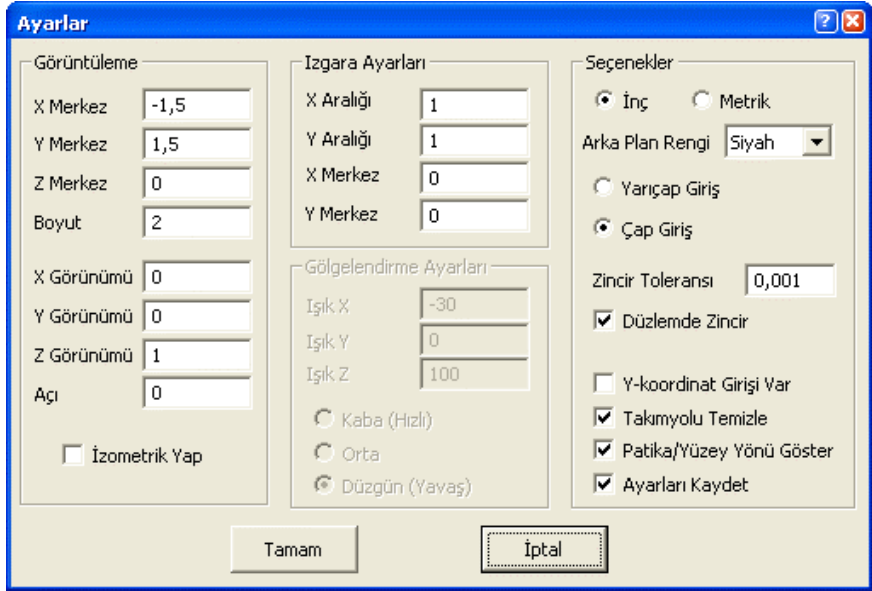 Ayarlar
Görüntüleme
X Merkez -1,5
Y Merkez 1,5
Z Merkez 0
Boyut 2
X Görünümü 0
Y Görünümü 0
Z Görünümü 1
Açı 0
İzometrik Yap
Izgara Ayarları
X Aralığı 1
Y Aralığı 1
X Merkez 0
Y Merkez 0
Gölgelendirme Ayarları
Işık X -30
Işık Y 0
Işık Z 100
Kaba (Hızlı)
Orta
Düzgün (Yavaş)
Seçenekler
İnç Metrik
Arka Plan Rengi Siyah
Yarıçap Giriş
Çap Giriş
Zincir Toleransı 0,001
Düzlemde Zincir
Y-koordinat Girişi Var
Takımyolu Temizle
Patika/Yüzey Yönü Göster
Ayarları Kaydet
Tamam İptal